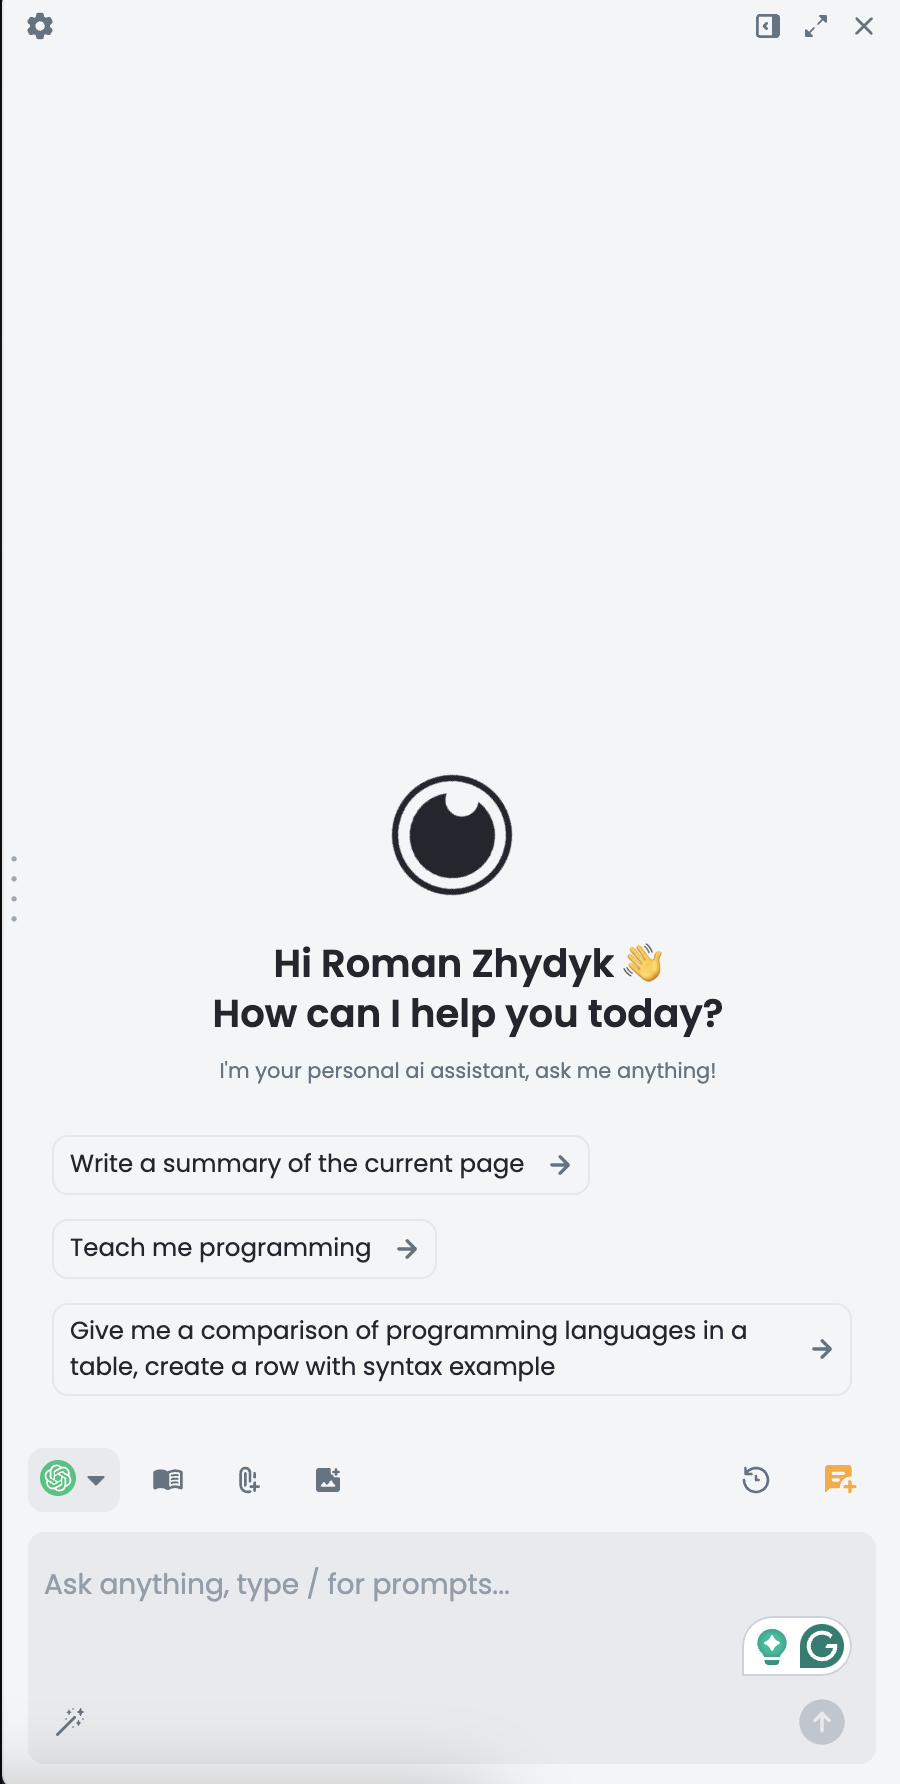 Hi Roman Zhydyk 👋
How can I help you today?
I'm your personal ai assistant, ask me anything!
Write a summary of the current page
Teach me programming
Give me a comparison of programming languages in a
table, create a row with syntax example
Ask anything, type / for prompts...